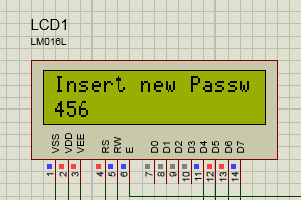 LCD1
LM016L
Insert new Passw
456
VSS VDD VEE RS RW E D0 D1 D2 D3 D4 D5 D6 D7
1 2 3 4 5 6 7 8 9 10 11 12 13 14